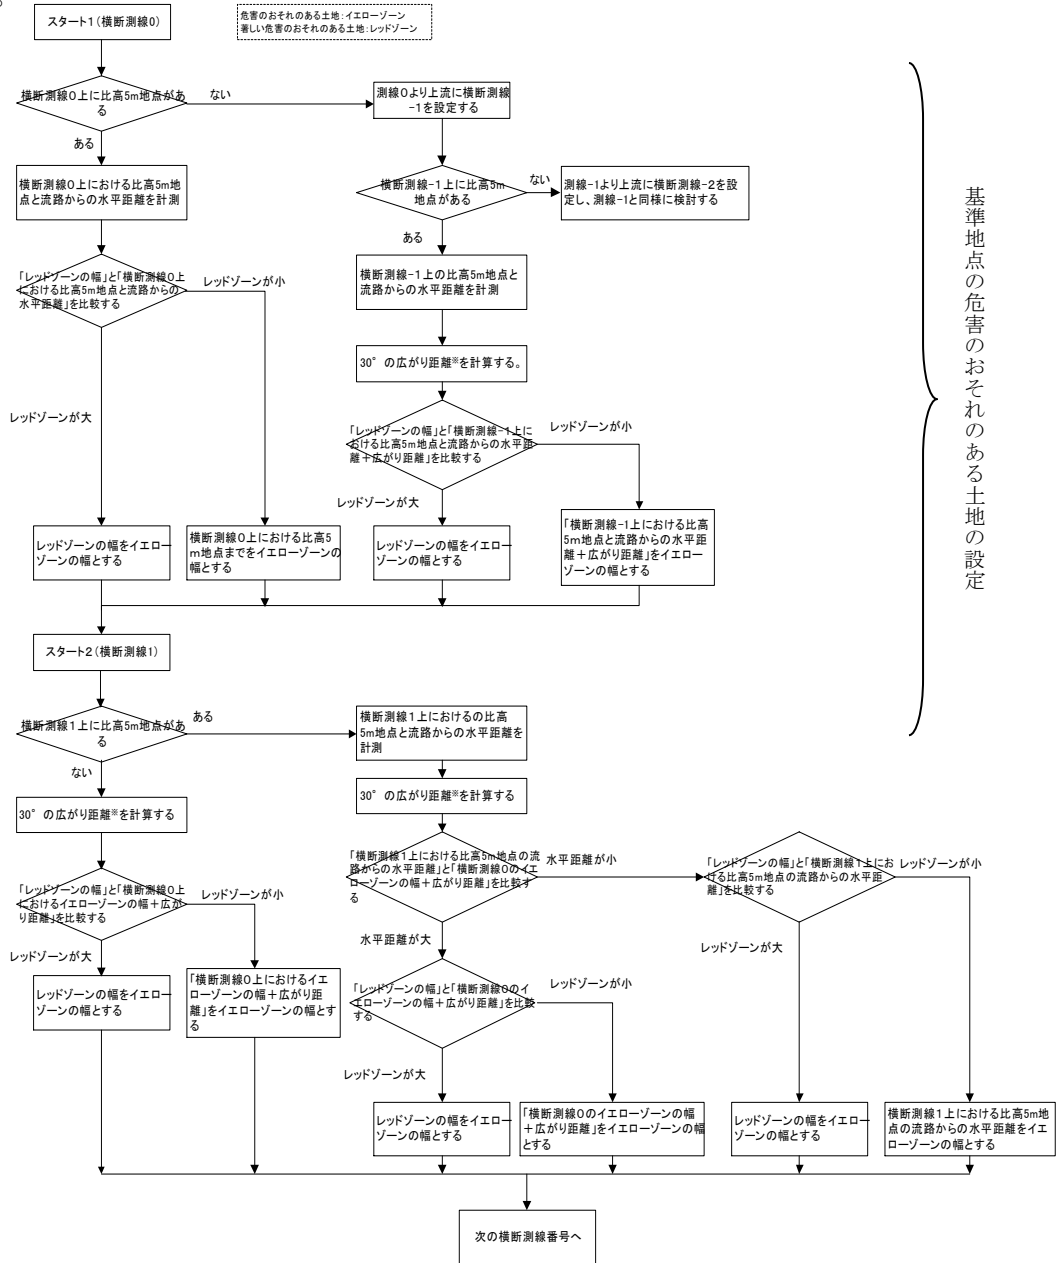 スタート1（横断測線0）
危害のおそれのある土地：イエローゾーン
著しい危害のおそれのある土地：レッドゾーン
横断測線0上に比高5m地点があ
る
ない
測線0より上流に横断測線
-1を設定する
ある
横断測線0上における比高5m地
点と流路からの水平距離を計測
横断測線-1上に比高5m
地点がある
ない
測線-1より上流に横断測線-2を設
定し、測線-1と同様に検討する
ある
「レッドゾーンの幅」と「横断測線0上
における比高5m地点と流路からの
水平距離」を比較する
レッドゾーンが小
横断測線-1上の比高5m地点と
流路からの水平距離を計測
30°の広がり距離※を計算する。
レッドゾーンが大
「レッドゾーンの幅」と「横断測線-1上に
おける比高5m地点と流路からの水平距
離＋広がり距離」を比較する
レッドゾーンが小
レッドゾーンが大
レッドゾーンの幅をイエロー
ゾーンの幅とする
横断測線0上における比高5
m地点までをイエローゾーンの
幅とする
レッドゾーンの幅をイエロー
ゾーンの幅とする
「横断測線-1上における比高
5m地点と流路からの水平距
離＋広がり距離」をイエロー
ゾーンの幅とする
基準地点の危害のおそれのある土地の設定
スタート2（横断測線1）
横断測線1上に比高5m地点があ
る
ある
横断測線1上におけるの比高
5m地点と流路からの水平距離を
計測
ない
30°の広がり距離※を計算する
30°の広がり距離※を計算する
「レッドゾーンの幅」と「横断測線0上
におけるイエローゾーンの幅＋広が
り距離」を比較する
レッドゾーンが小
「横断測線1上における比高5m地点の流
路からの水平距離」と「横断測線0のイエ
ローゾーンの幅＋広がり距離」を比較す
る
水平距離が小
「レッドゾーンの幅」と「横断測線1上にお
ける比高5m地点の流路からの水平距
離」を比較する
レッドゾーンが小
レッドゾーンが大
水平距離が大
レッドゾーンが大
レッドゾーンの幅をイエロー
ゾーンの幅とする
「横断測線0上におけるイエ
ローゾーンの幅＋広がり距
離」をイエローゾーンの幅とす
る
「レッドゾーンの幅」と「横断測線0のイ
エローゾーンの幅＋広がり距離」を比較
する
レッドゾーンが小
レッドゾーンが大
レッドゾーンの幅をイエロー
ゾーンの幅とする
「横断測線0のイエローゾーンの幅
＋広がり距離」をイエローゾーンの幅
とする
レッドゾーンの幅をイエロー
ゾーンの幅とする
横断測線1上における比高5m地
点の流路からの水平距離をイエ
ローゾーンの幅とする
次の横断測線番号へ